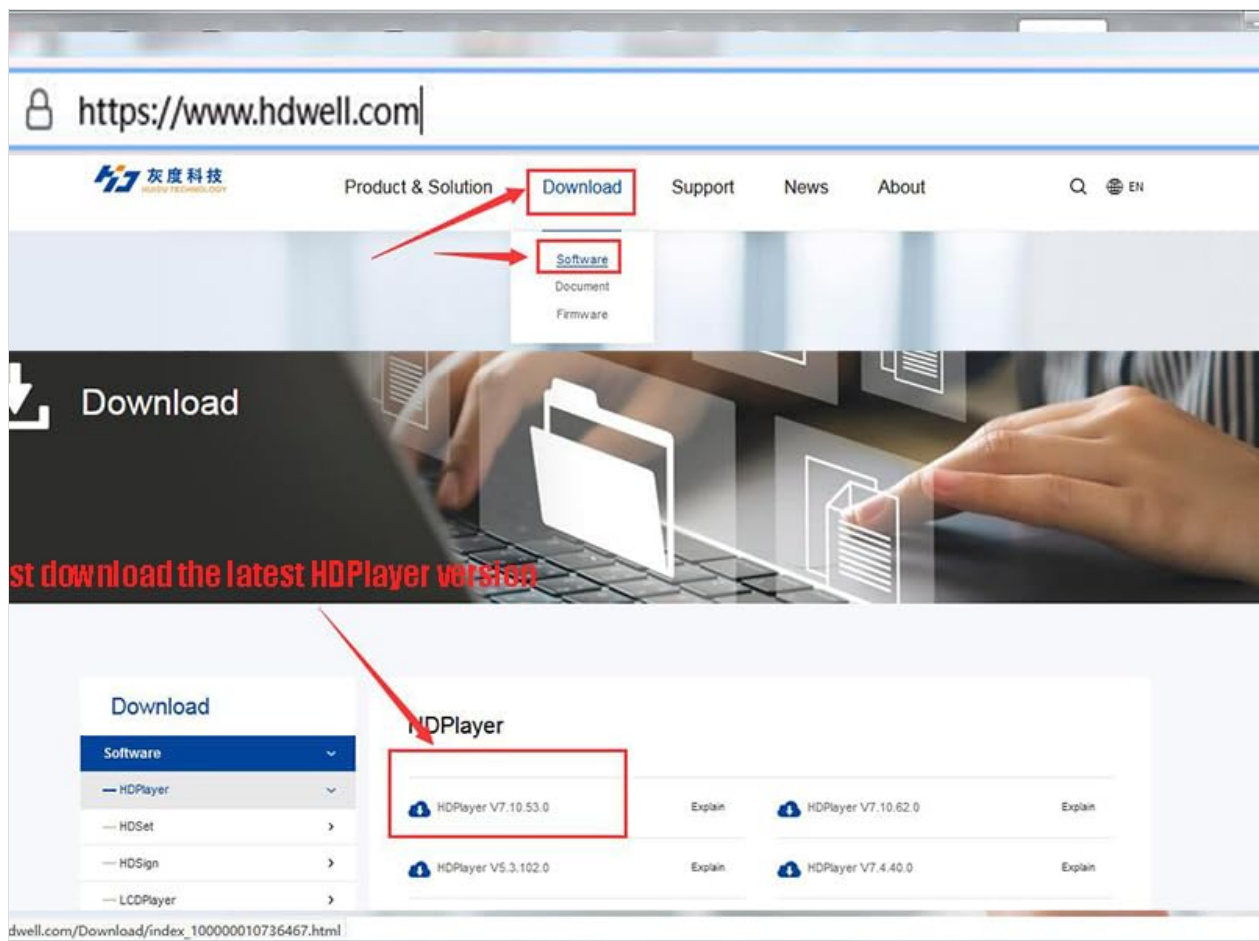 https://www.hdwell.com
灰度科技
HUIDU TECHNOLOGY
Product & Solution
Download
Support
News
About
EN
Software
Document
Firmware
Download
st download the latest HDPlayer version
Download
HDPlayer
Software
HDPlayer
HDPlayer V7.10.53.0
Explain
HDPlayer V7.10.62.0
Explain
HDSet
HDSign
HDPlayer V5.3.102.0
Explain
HDPlayer V7.4.40.0
Explain
LCDPlayer
dwell.com/Download/index_100000010736467.html